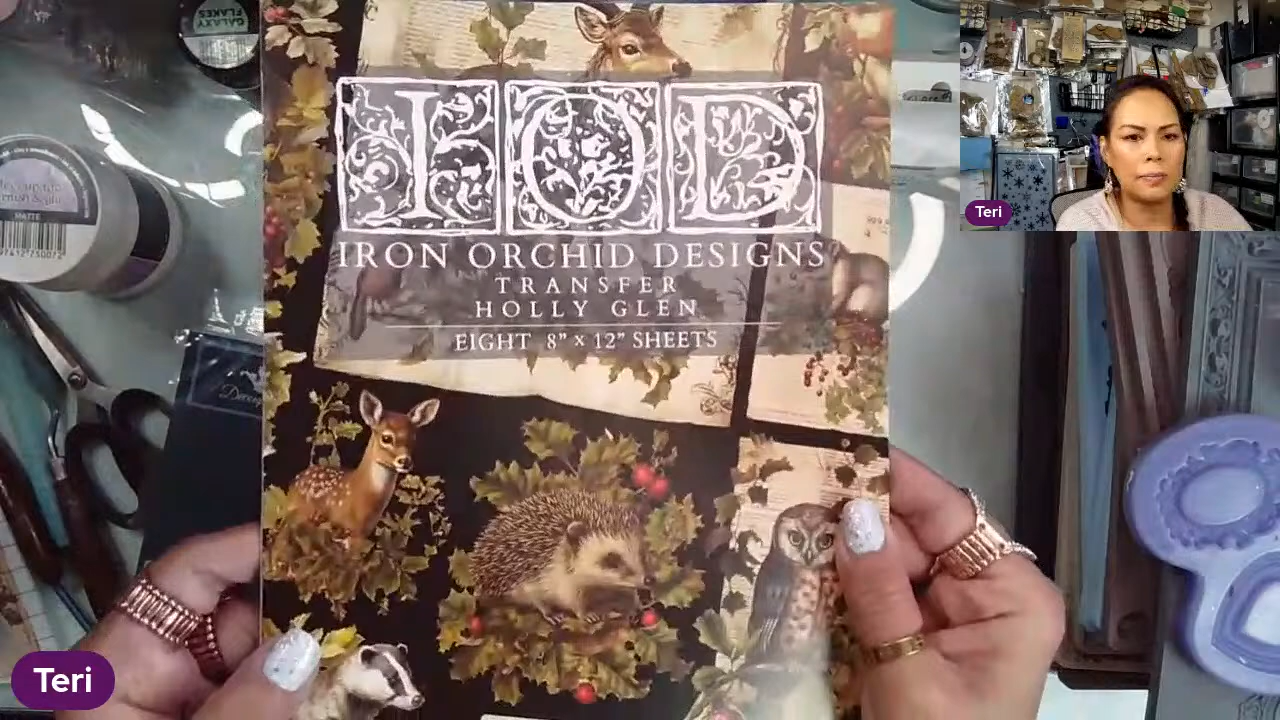 GALAXY
FLAKES
IOD
IRON ORCHID DESIGNS
TRANSFER
HOLLY GLEN
EIGHT 8" x 12" SHEETS
MATTE
Teri
Teri